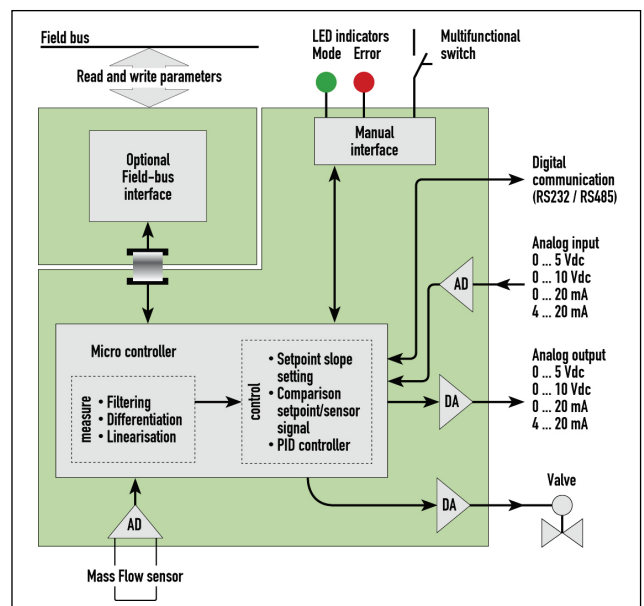 Field bus
Read and write parameters
LED indicators
Mode Error
Multifunctional
switch
Manual
interface
Optional
Field-bus
interface
Digital
communication
(RS232 / RS485)
Analog input
0 ... 5 Vdc
0 ... 10 Vdc
0 ... 20 mA
4 ... 20 mA
AD
Micro controller
measure
• Filtering
• Differentiation
• Linearisation
control
• Setpoint slope
setting
• Comparison
setpoint/sensor
signal
• PID controller
DA
Analog output
0 ... 5 Vdc
0 ... 10 Vdc
0 ... 20 mA
4 ... 20 mA
DA
Valve
AD
Mass Flow sensor